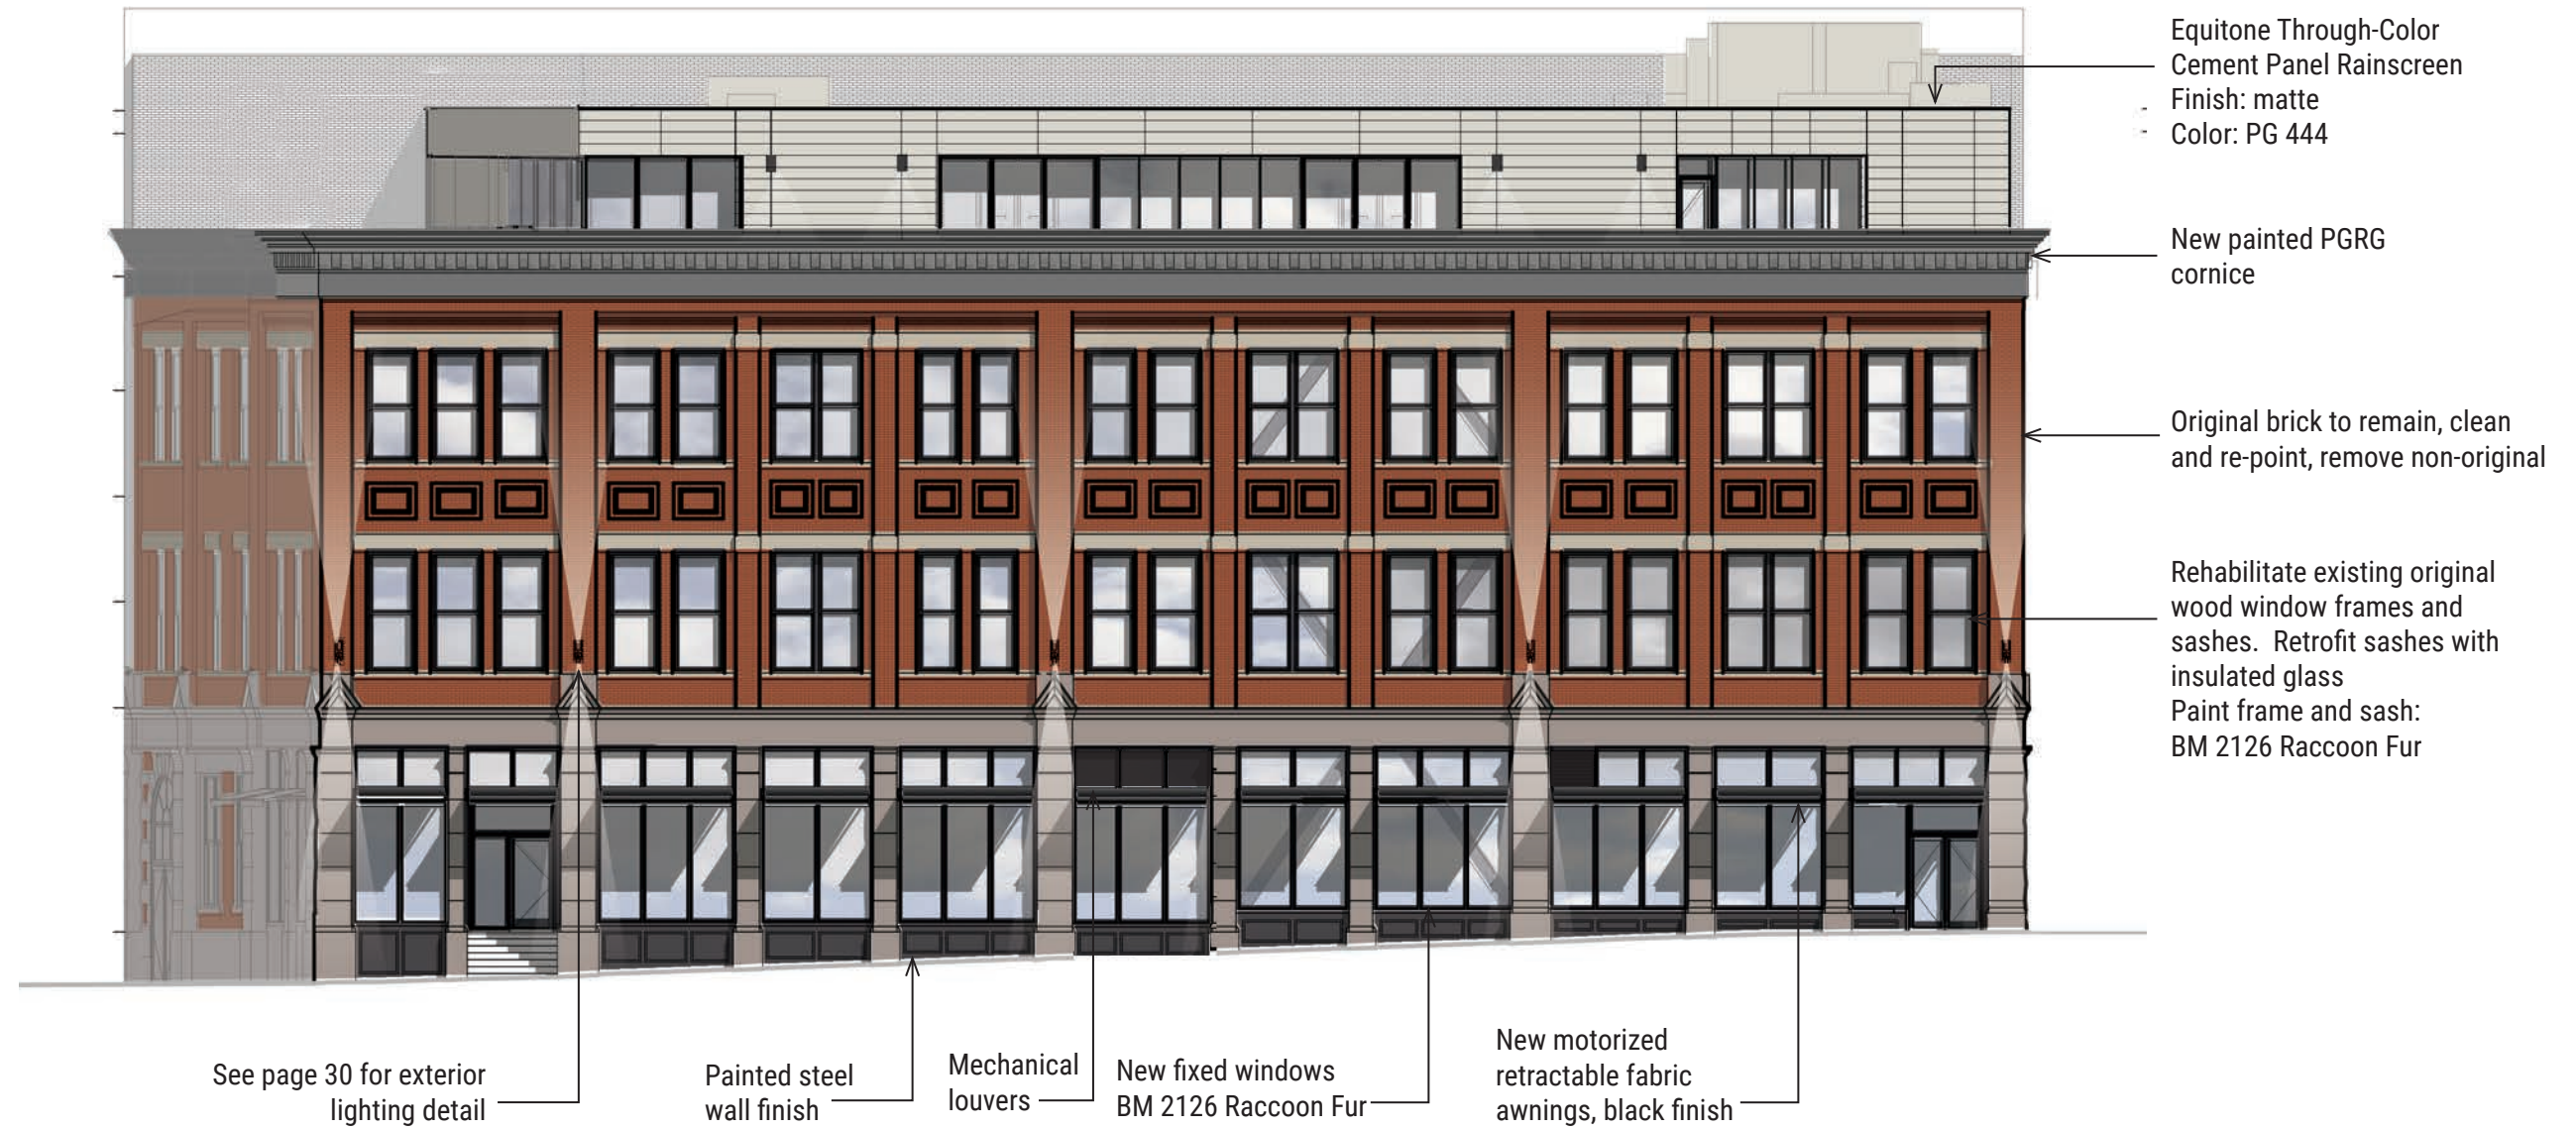 Equitone Through-Color
Cement Panel Rainscreen
Finish: matte
Color: PG 444
New painted PGRG
cornice
Original brick to remain, clean
and re-point, remove non-original
Rehabilitate existing original
wood window frames and
sashes.  Retrofit sashes with
insulated glass
Paint frame and sash:
BM 2126 Raccoon Fur
See page 30 for exterior
lighting detail
Painted steel
wall finish
Mechanical
louvers
New fixed windows
BM 2126 Raccoon Fur
New motorized
retractable fabric
awnings, black finish